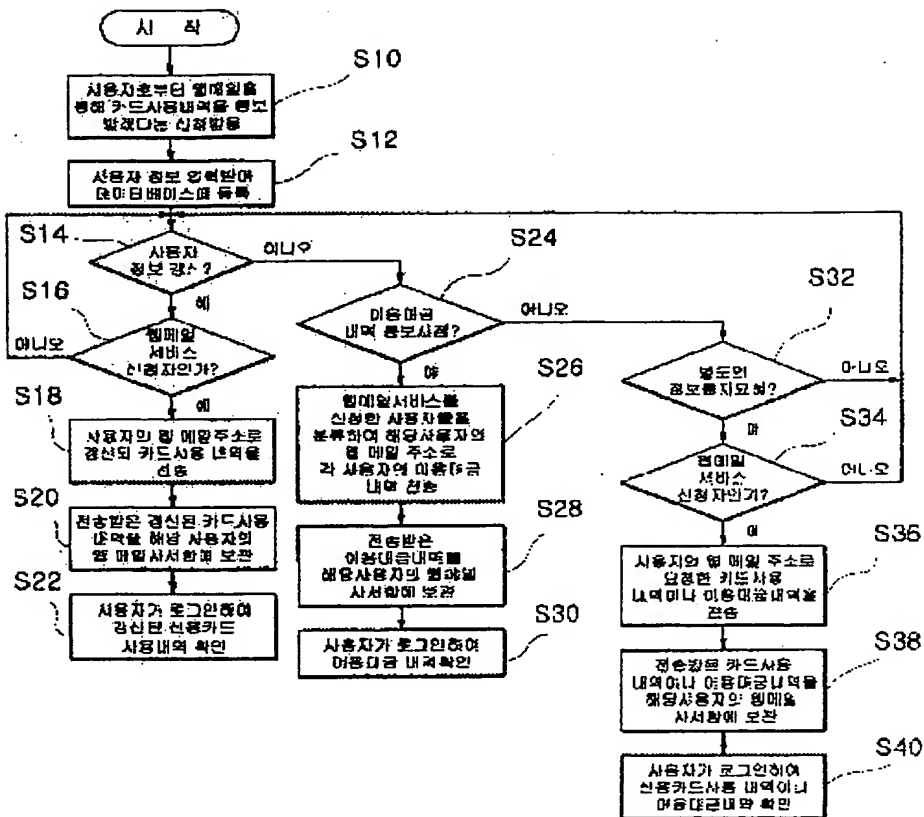 시 작
S10
사용자로부터 웹메일을
통해 카드사용내역을 통보
받겠다는 신청받음
S12
사용자 정보 입력받아
데이터베이스에 등록
S14
사용자
정보 갱신?
아니오
예
S16
웹메일
서비스
신청자인가?
아니오
예
S18
사용자의 웹 메일주소로
갱신된 카드사용 내역을
전송
S20
전송받은 갱신된 카드사용
내역을 해당 사용자의
웹 메일사서함에 보관
S22
사용자가 로그인하여
갱신된 신용카드
사용내역 확인
S24
이용대금
내역 통보시점?
아니오
예
S26
웹메일서비스를
신청한 사용자들을
분류하여 해당사용자의
웹 메일 주소로
각 사용자의 이용대금
내역 전송
S28
전송받은
이용대금내역을
해당사용자의 웹메일
사서함에 보관
S30
사용자가 로그인하여
이용대금 내역확인
S32
별도의
정보통지요청?
아니오
예
S34
웹메일
서비스
신청자인가?
아니오
예
S36
사용자의 웹 메일 주소로
요청한 카드사용
내역이나 이용대금내역을
전송
S38
전송받은 카드사용
내역이나 이용대금내역을
해당사용자의 웹메일
사서함에 보관
S40
사용자가 로그인하여
신용카드사용 내역이나
이용대금내역 확인